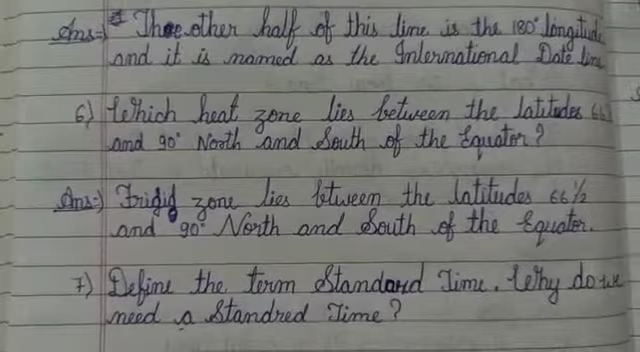 Ans⇒ The other half of this line is the 180° longitude
and it is named as the International Date line
6) Which heat zone lies between the latitudes 66½
and 90° North and South of the Equator?
Ans⇒ Frigid zone lies btween the latitudes 66½
and 90° North and South of the Equator.
7) Define the term Standard Time. Why do we
need a Standred Time?